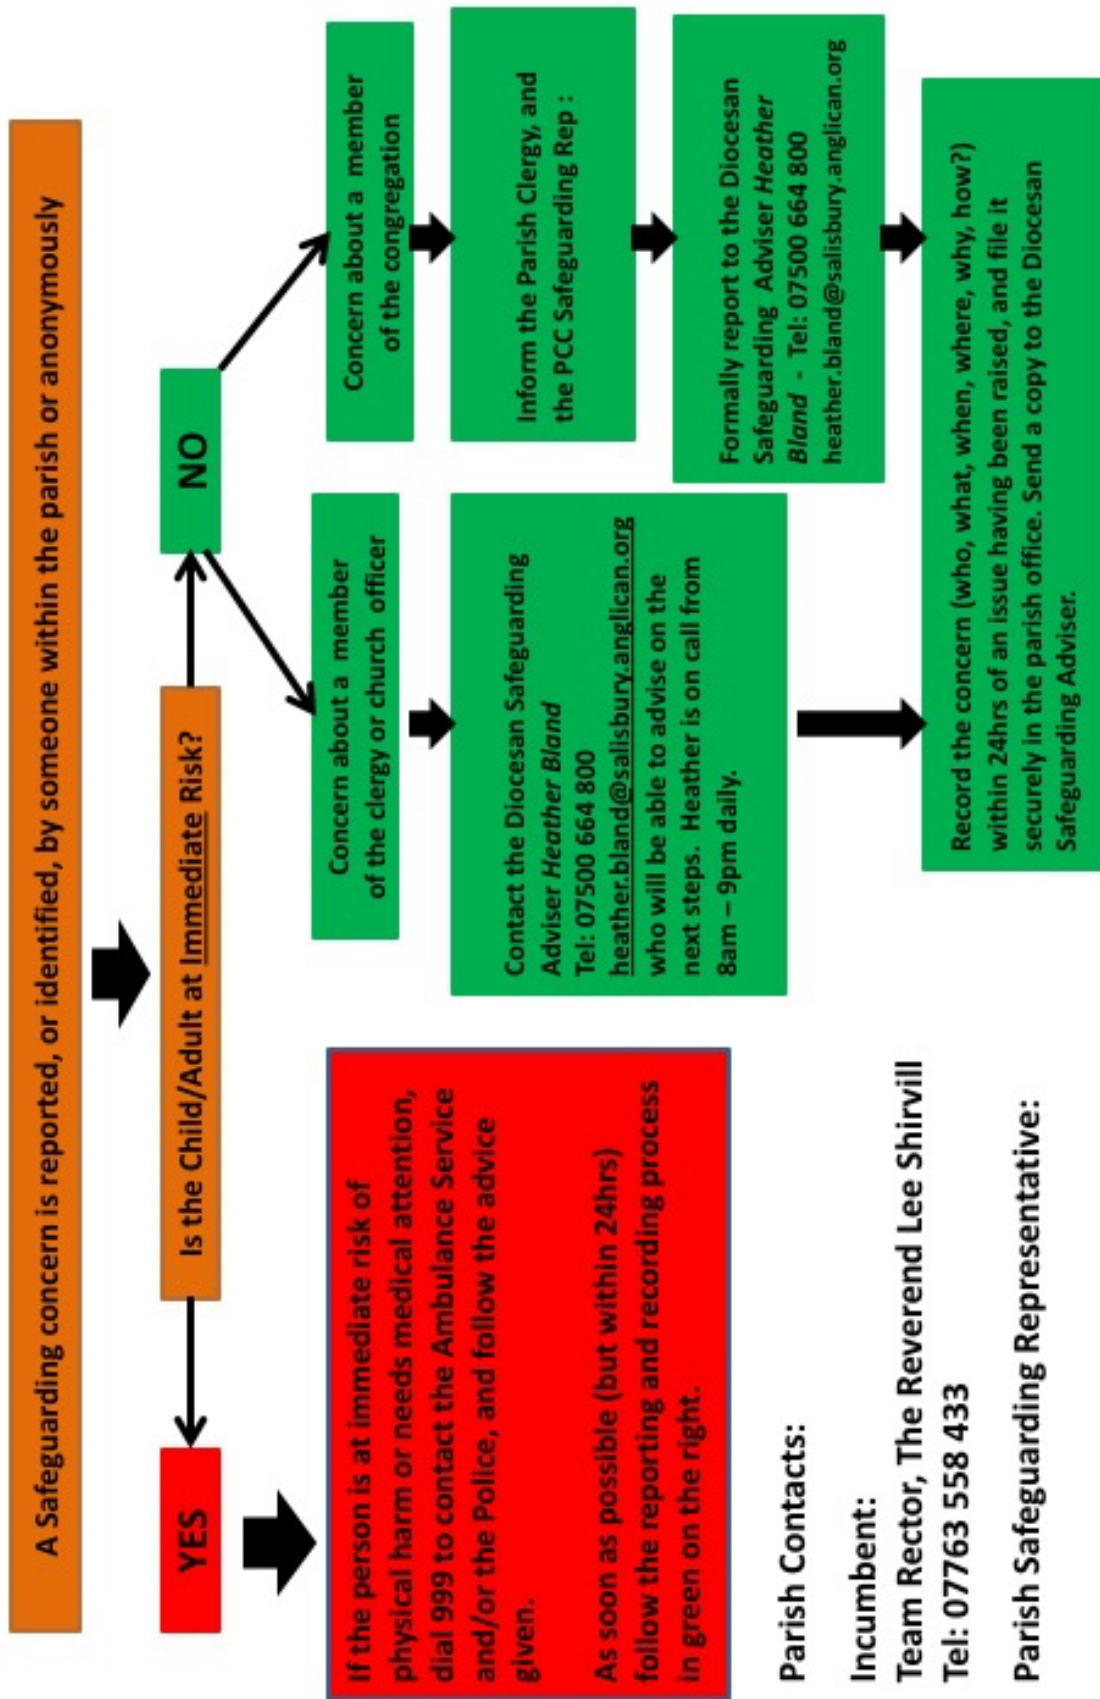 A Safeguarding concern is reported, or identified, by someone within the parish or anonymously
YES
Is the Child/Adult at Immediate Risk?
NO
If the person is at immediate risk of
physical harm or needs medical attention,
dial 999 to contact the Ambulance Service
and/or the Police, and follow the advice
given.
As soon as possible (but within 24hrs)
follow the reporting and recording process
in green on the right.
Concern about a member
of the clergy or church officer
Contact the Diocesan Safeguarding
Adviser Heather Bland
Tel: 07500 664 800
heather.bland@salisbury.anglican.org
who will be able to advise on the
next steps. Heather is on call from
8am – 9pm daily.
Concern about a member
of the congregation
Inform the Parish Clergy, and
the PCC Safeguarding Rep :
Formally report to the Diocesan
Safeguarding Adviser Heather
Bland - Tel: 07500 664 800
heather.bland@salisbury.anglican.org
Record the concern (who, what, when, where, why, how?)
within 24hrs of an issue having been raised, and file it
securely in the parish office. Send a copy to the Diocesan
Safeguarding Adviser.
Parish Contacts:
Incumbent:
Team Rector, The Reverend Lee Shirvill
Tel: 07763 558 433
Parish Safeguarding Representative: